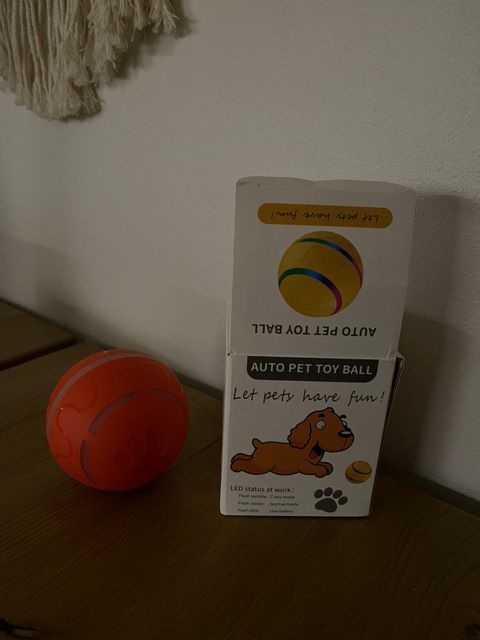 Let pets have fun!
AUTO PET TOY BALL
AUTO PET TOY BALL
Let pets have fun!
LED status at work:
Flash quickly: Crazy mode
Flash slowly: Normal mode
Flash RED: Low battery